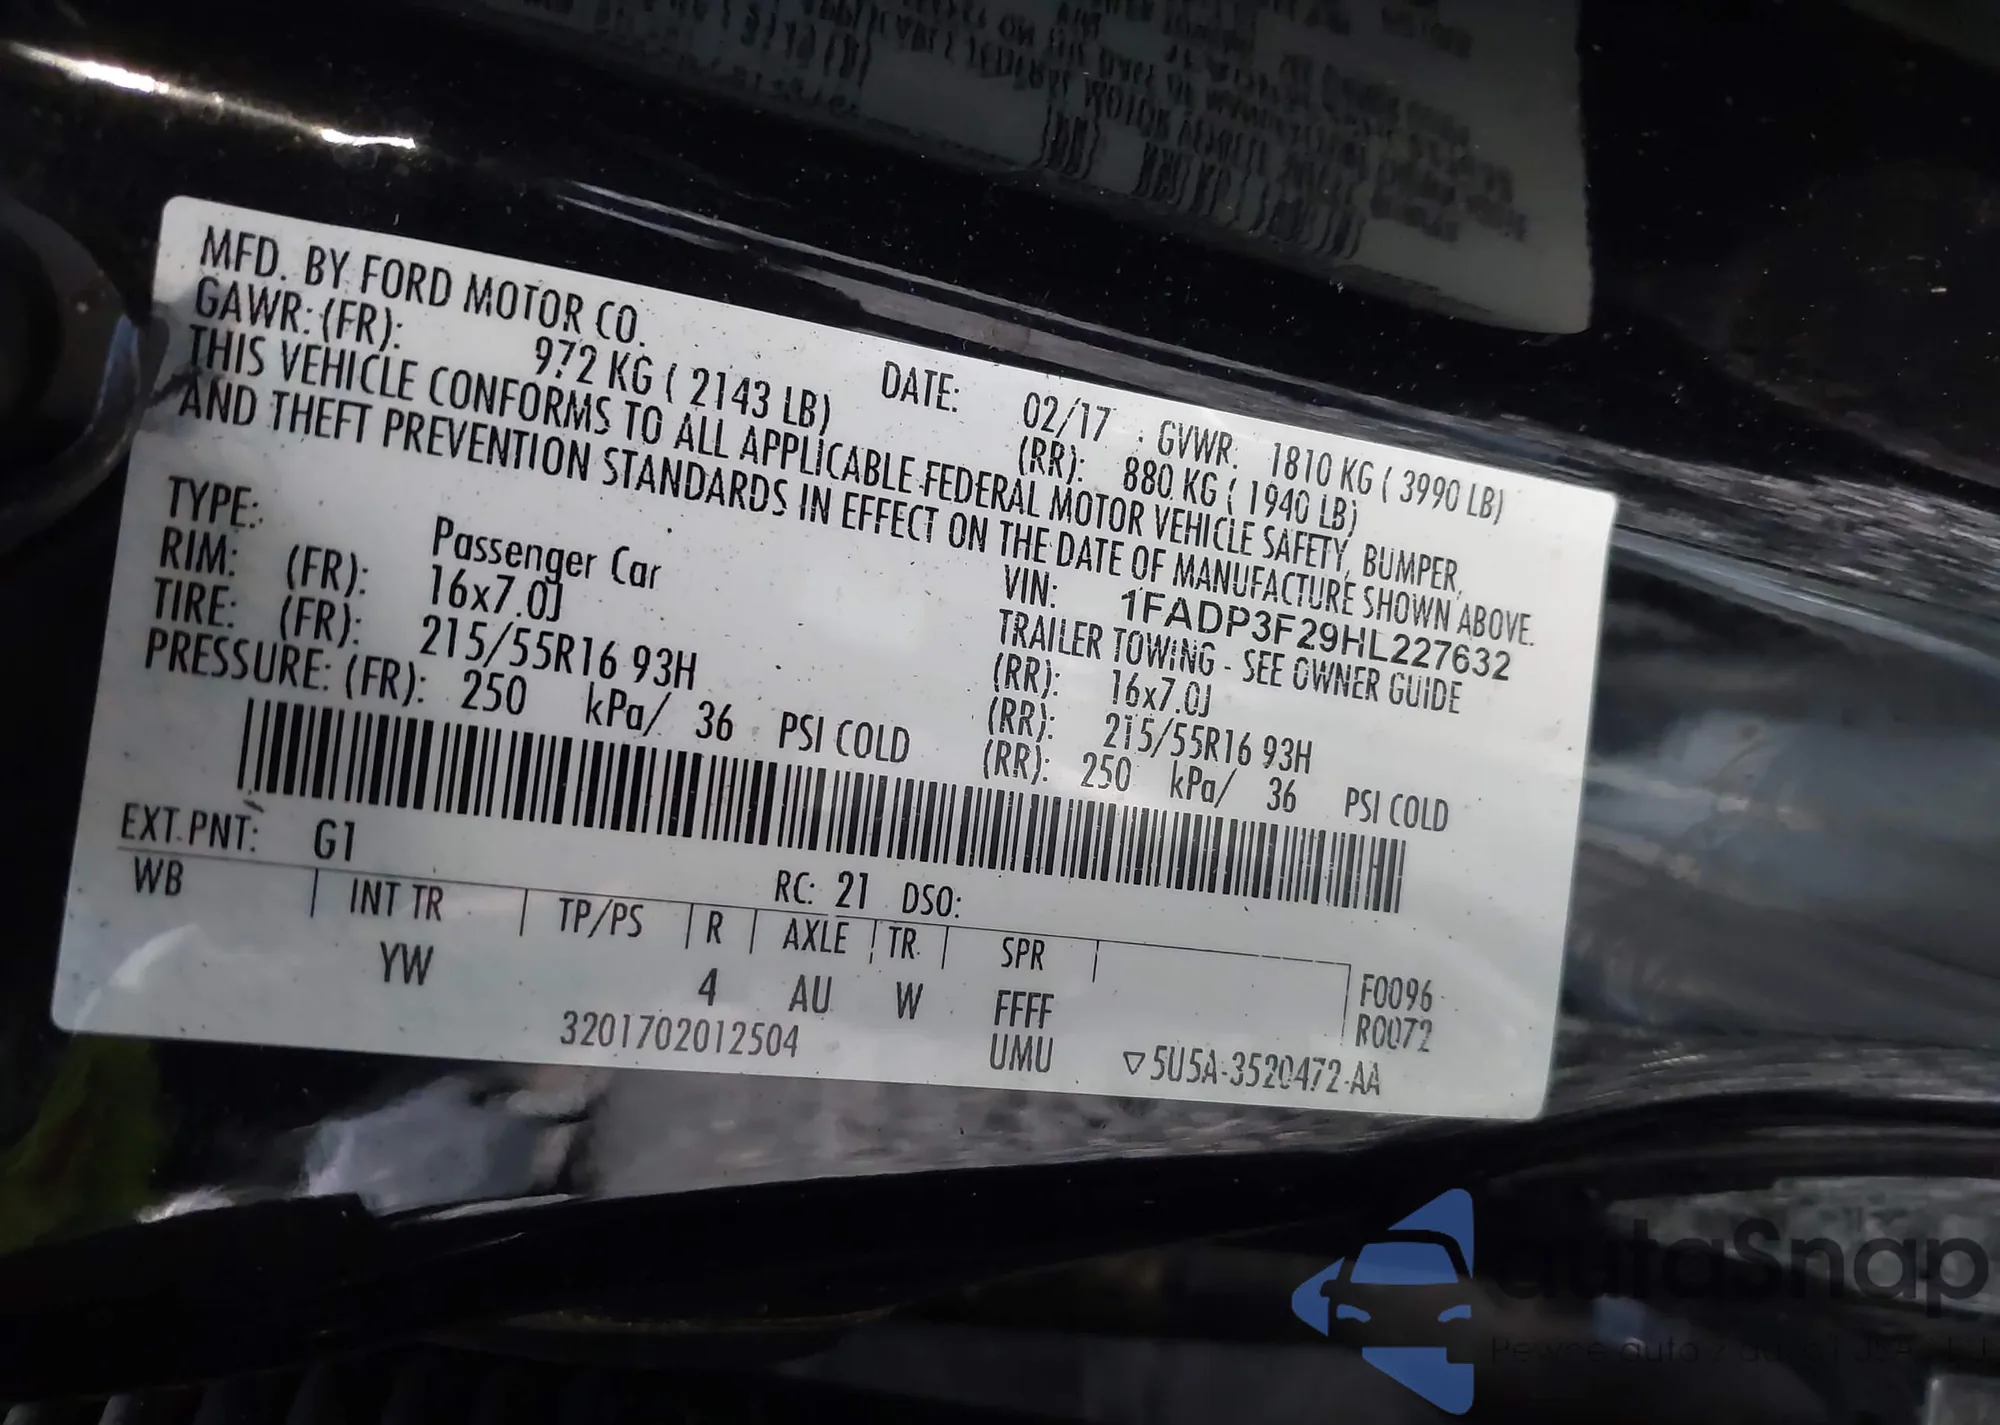 MFD. BY FORD MOTOR CO. DATE: 02/17 GVWR: 1810 KG ( 3990 LB)
GAWR: (FR): 972 KG ( 2143 LB) (RR): 880 KG ( 1940 LB)
THIS VEHICLE CONFORMS TO ALL APPLICABLE FEDERAL MOTOR VEHICLE SAFETY, BUMPER,
AND THEFT PREVENTION STANDARDS IN EFFECT ON THE DATE OF MANUFACTURE SHOWN ABOVE.
VIN: 1FADP3F29HL227632
TYPE: Passenger Car TRAILER TOWING - SEE OWNER GUIDE
RIM: (FR): 16x7.0J (RR): 16x7.0J
TIRE: (FR): 215/55R16 93H (RR): 215/55R16 93H
PRESSURE: (FR): 250 kPa/ 36 PSI COLD (RR): 250 kPa/ 36 PSI COLD
EXT PNT: G1 RC: 21 DSO:
WB INT TR TP/PS R AXLE TR SPR F0096
YW 4 AU W FFFF R0072
3201702012504 UMU ▽5U5A-3520472-AA
autaSnap